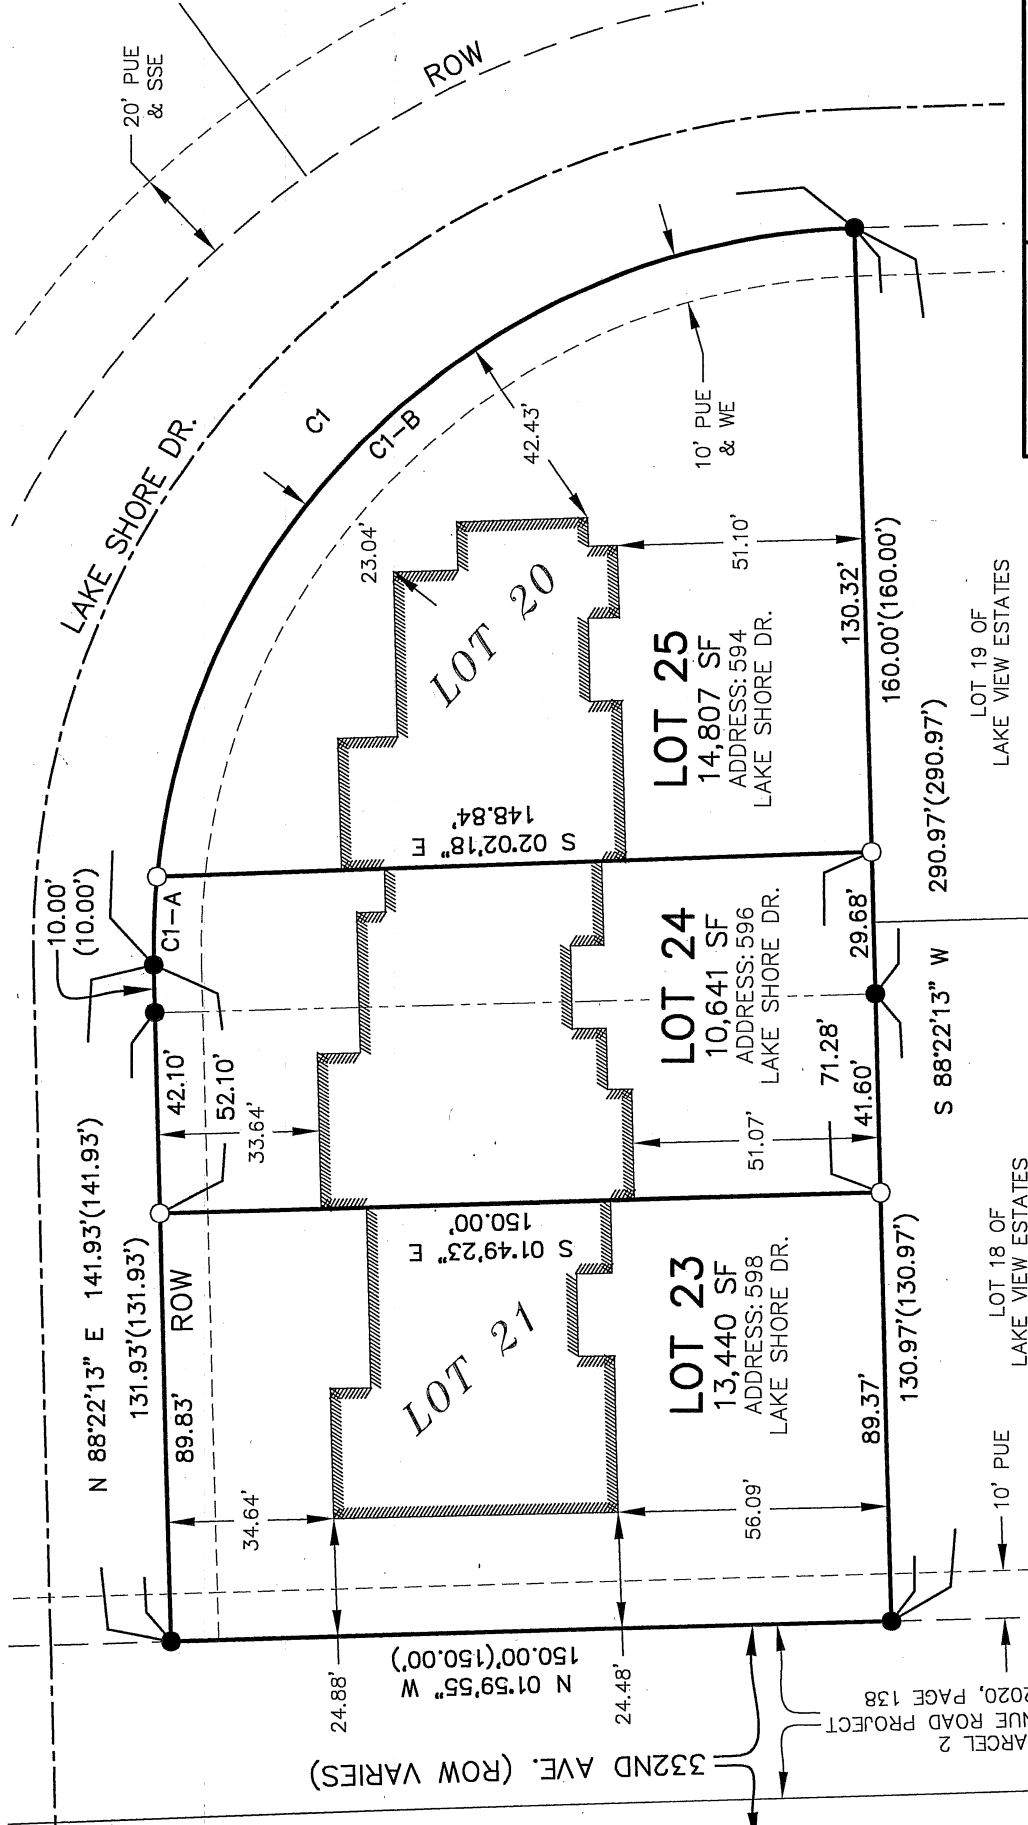 20' PUE
& SSE
ROW
LAKE SHORE DR.
C1
C1-B
42.43'
10' PUE
& WE
23.04'
LOT 20
51.10'
LOT 25
14,807 SF
ADDRESS: 594
LAKE SHORE DR.
130.32'
160.00'(160.00')
LOT 19 OF
LAKE VIEW ESTATES
S 02°02'18" E
148.84'
10.00'
(10.00')
C1-A
LOT 24
10,641 SF
ADDRESS: 596
LAKE SHORE DR.
29.68'
290.97'(290.97')
S 88°22'13" W
71.28'
41.60'
42.10'
52.10'
33.64'
51.07'
N 88°22'13" E 141.93'(141.93')
131.93'(131.93')
ROW
89.83'
S 01°49'23" E
150.00'
LOT 21
LOT 23
13,440 SF
ADDRESS: 598
LAKE SHORE DR.
89.37'
130.97'(130.97')
LOT 18 OF
LAKE VIEW ESTATES
34.64'
56.09'
10' PUE
N 01°59'55" W
150.00'(150.00')
24.88'
24.48'
332ND AVE. (ROW VARIES)
ARCEL 2
NUE ROAD PROJECT
2020, PAGE 138